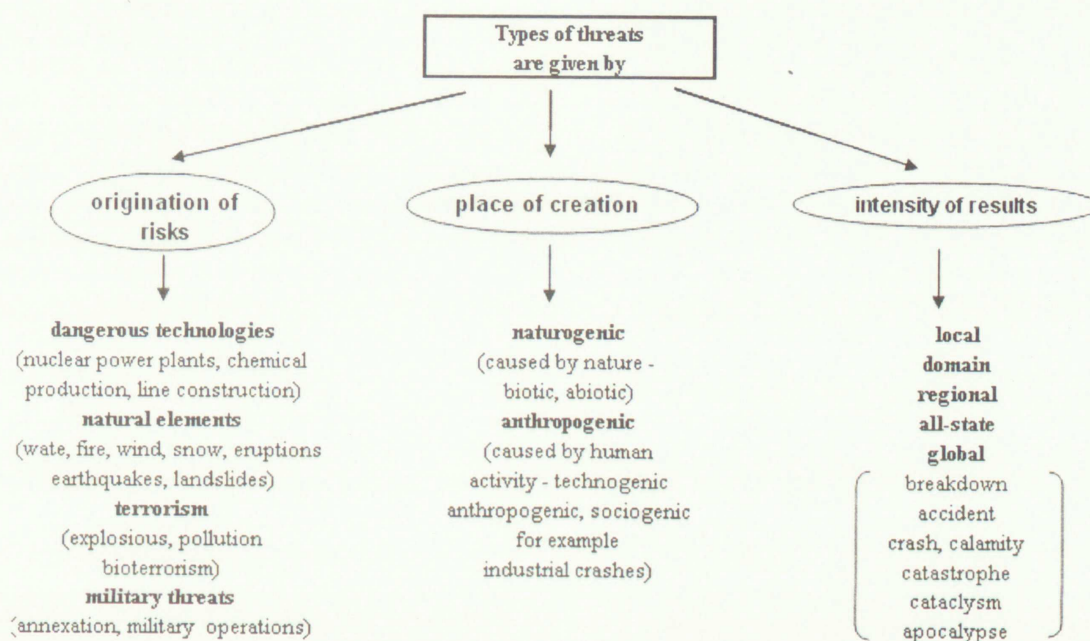 Types of threats
are given by
origination of
risks
dangerous technologies
(nuclear power plants, chemical
production, line construction)
natural elements
(wate, fire, wind, snow, eruptions
earthquakes, landslides)
terrorism
(explosious, pollution
bioterrorism)
military threats
(annexation, military operations)
place of creation
naturogenic
(caused by nature -
biotic, abiotic)
anthropogenic
(caused by human
activity - technogenic
anthropogenic, sociogenic
for example
industrial crashes)
intensity of results
local
domain
regional
all-state
global
breakdown
accident
crash, calamity
catastrophe
cataclysm
apocalypse